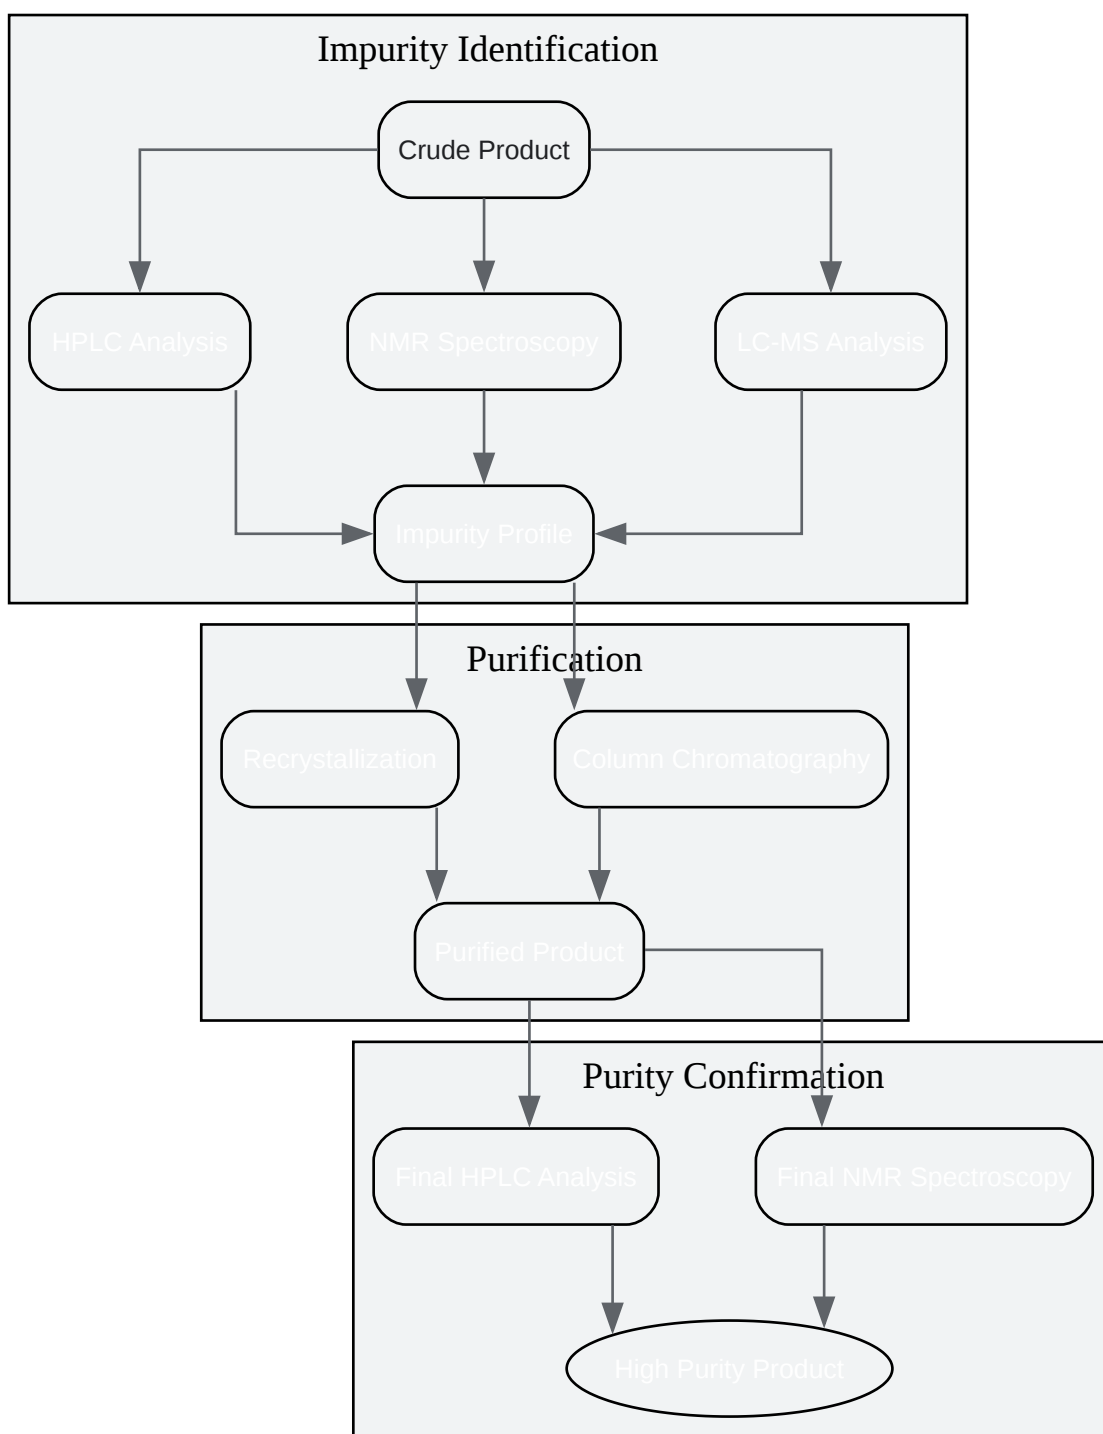 Impurity Identification
Crude Product
HPLC Analysis
NMR Spectroscopy
LC-MS Analysis
Impurity Profile
Purification
Recrystallization
Column Chromatography
Purified Product
Purity Confirmation
Final HPLC Analysis
Final NMR Spectroscopy
High Purity Product